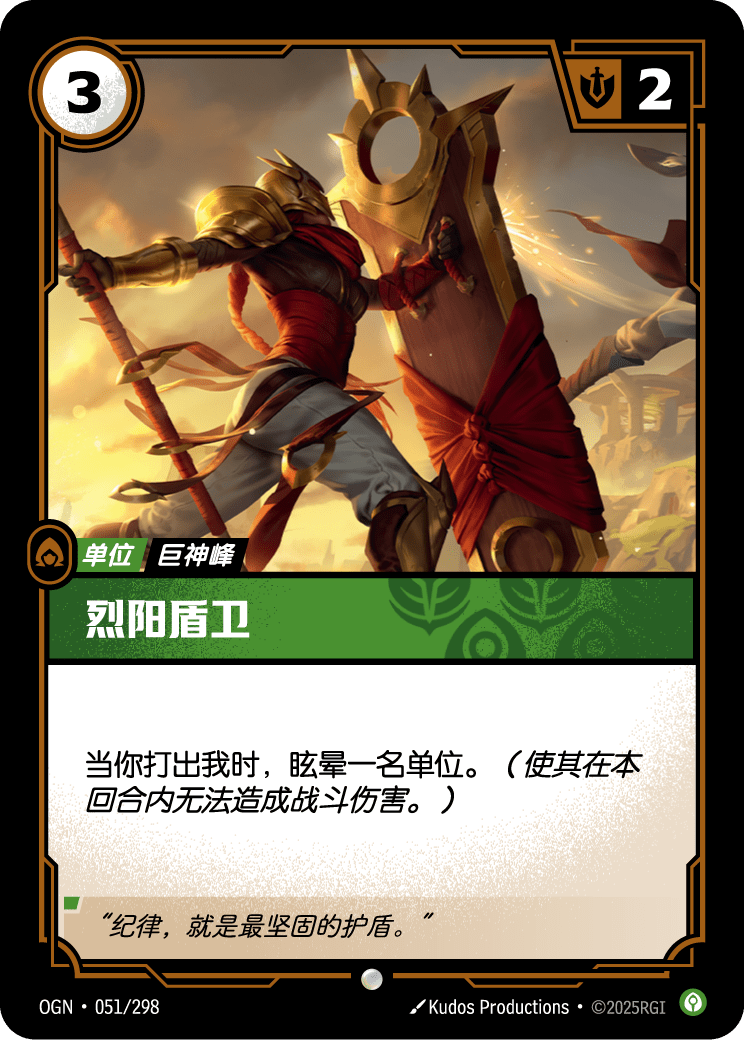 3
2
单位 巨神峰
烈阳盾卫
当你打出我时，眩晕一名单位。（使其在本
回合内无法造成战斗伤害。）
“纪律，就是最坚固的护盾。”
OGN • 051/298
Kudos Productions • ©2025RGI